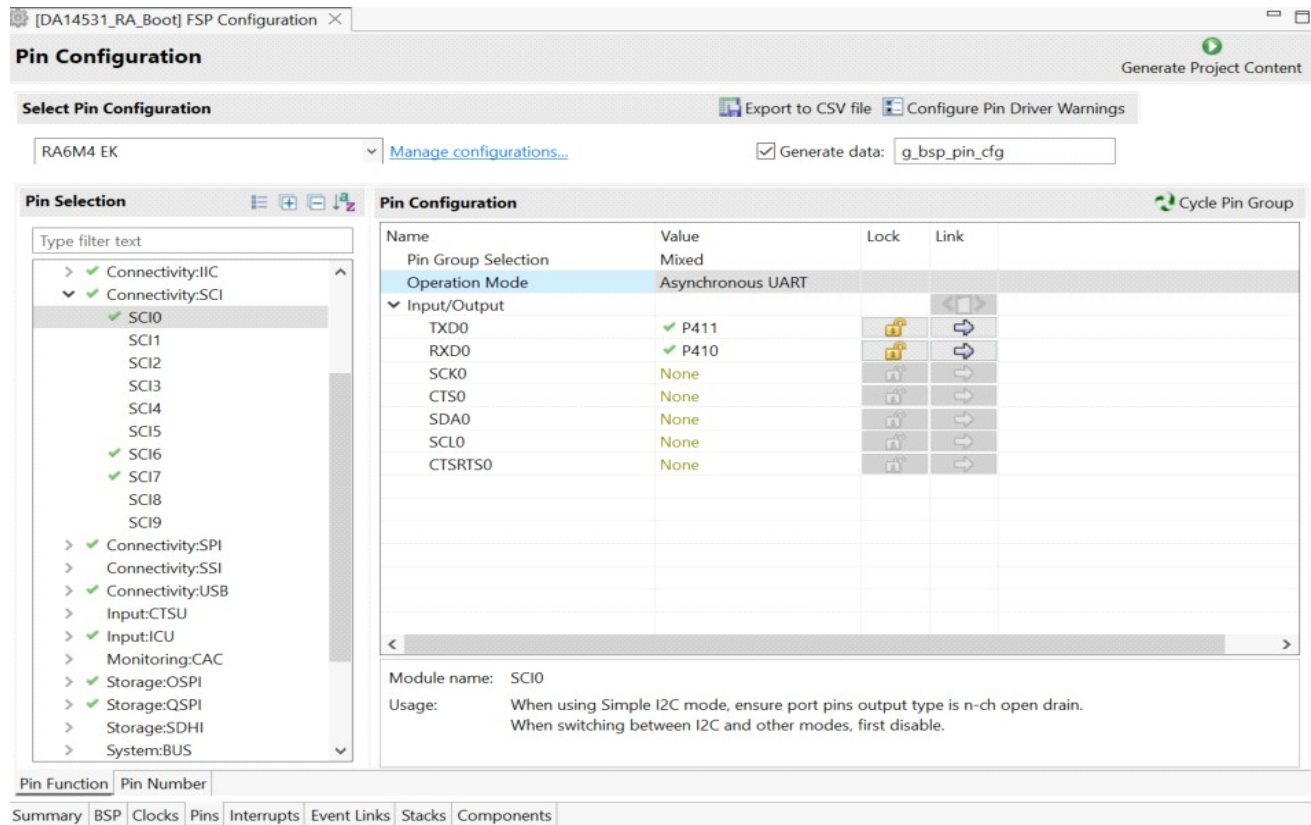 [DA14531_RA_Boot] FSP Configuration
Pin Configuration
Generate Project Content
Select Pin Configuration
Export to CSV file
Configure Pin Driver Warnings
RA6M4 EK
Manage configurations...
Generate data:
g_bsp_pin_cfg
Pin Selection
Type filter text
Connectivity:IIC
Connectivity:SCI
SCI0
SCI1
SCI2
SCI3
SCI4
SCI5
SCI6
SCI7
SCI8
SCI9
Connectivity:SPI
Connectivity:SSI
Connectivity:USB
Input:CTSU
Input:ICU
Monitoring:CAC
Storage:OSPI
Storage:QSPI
Storage:SDHI
System:BUS
Pin Configuration
Cycle Pin Group
Name Value Lock Link
Pin Group Selection Mixed
Operation Mode Asynchronous UART
Input/Output
TXD0 P411
RXD0 P410
SCK0 None
CTS0 None
SDA0 None
SCL0 None
CTSRTS0 None
Module name: SCI0
Usage: When using Simple I2C mode, ensure port pins output type is n-ch open drain.
When switching between I2C and other modes, first disable.
Pin Function Pin Number
Summary BSP Clocks Pins Interrupts Event Links Stacks Components